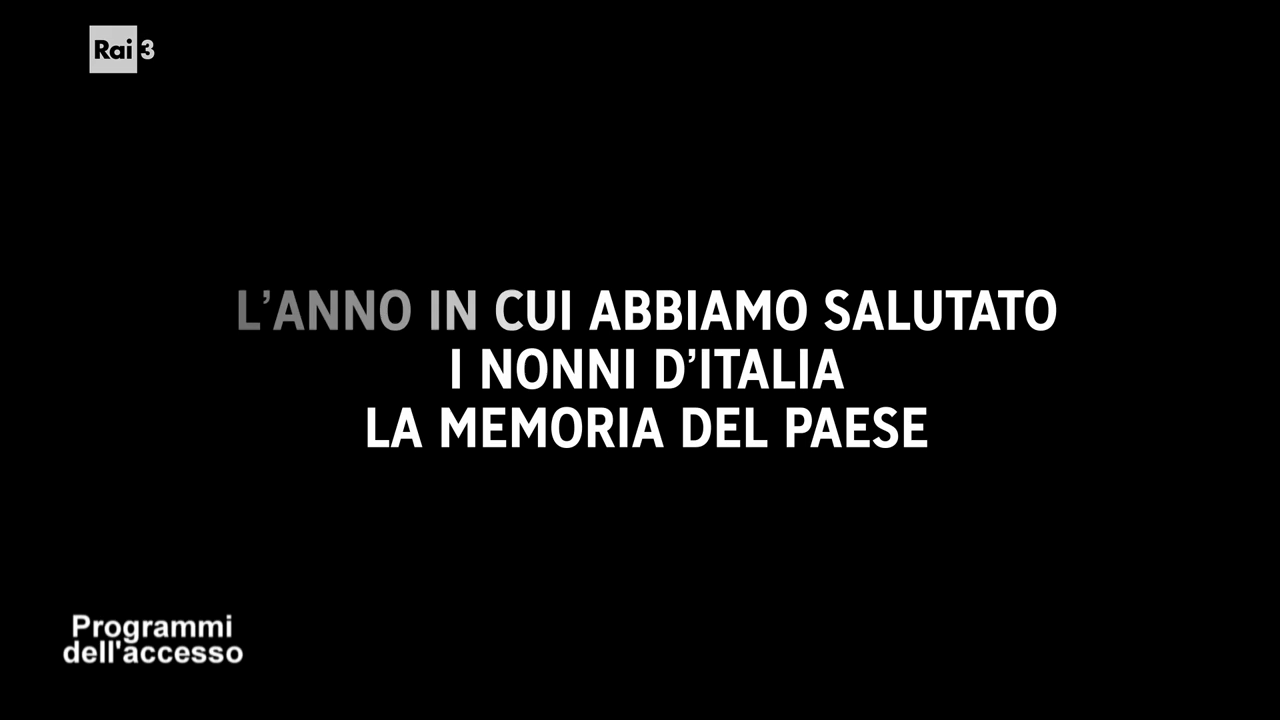 Rai 3
L'ANNO IN CUI ABBIAMO SALUTATO
I NONNI D'ITALIA
LA MEMORIA DEL PAESE
Programmi
dell'accesso